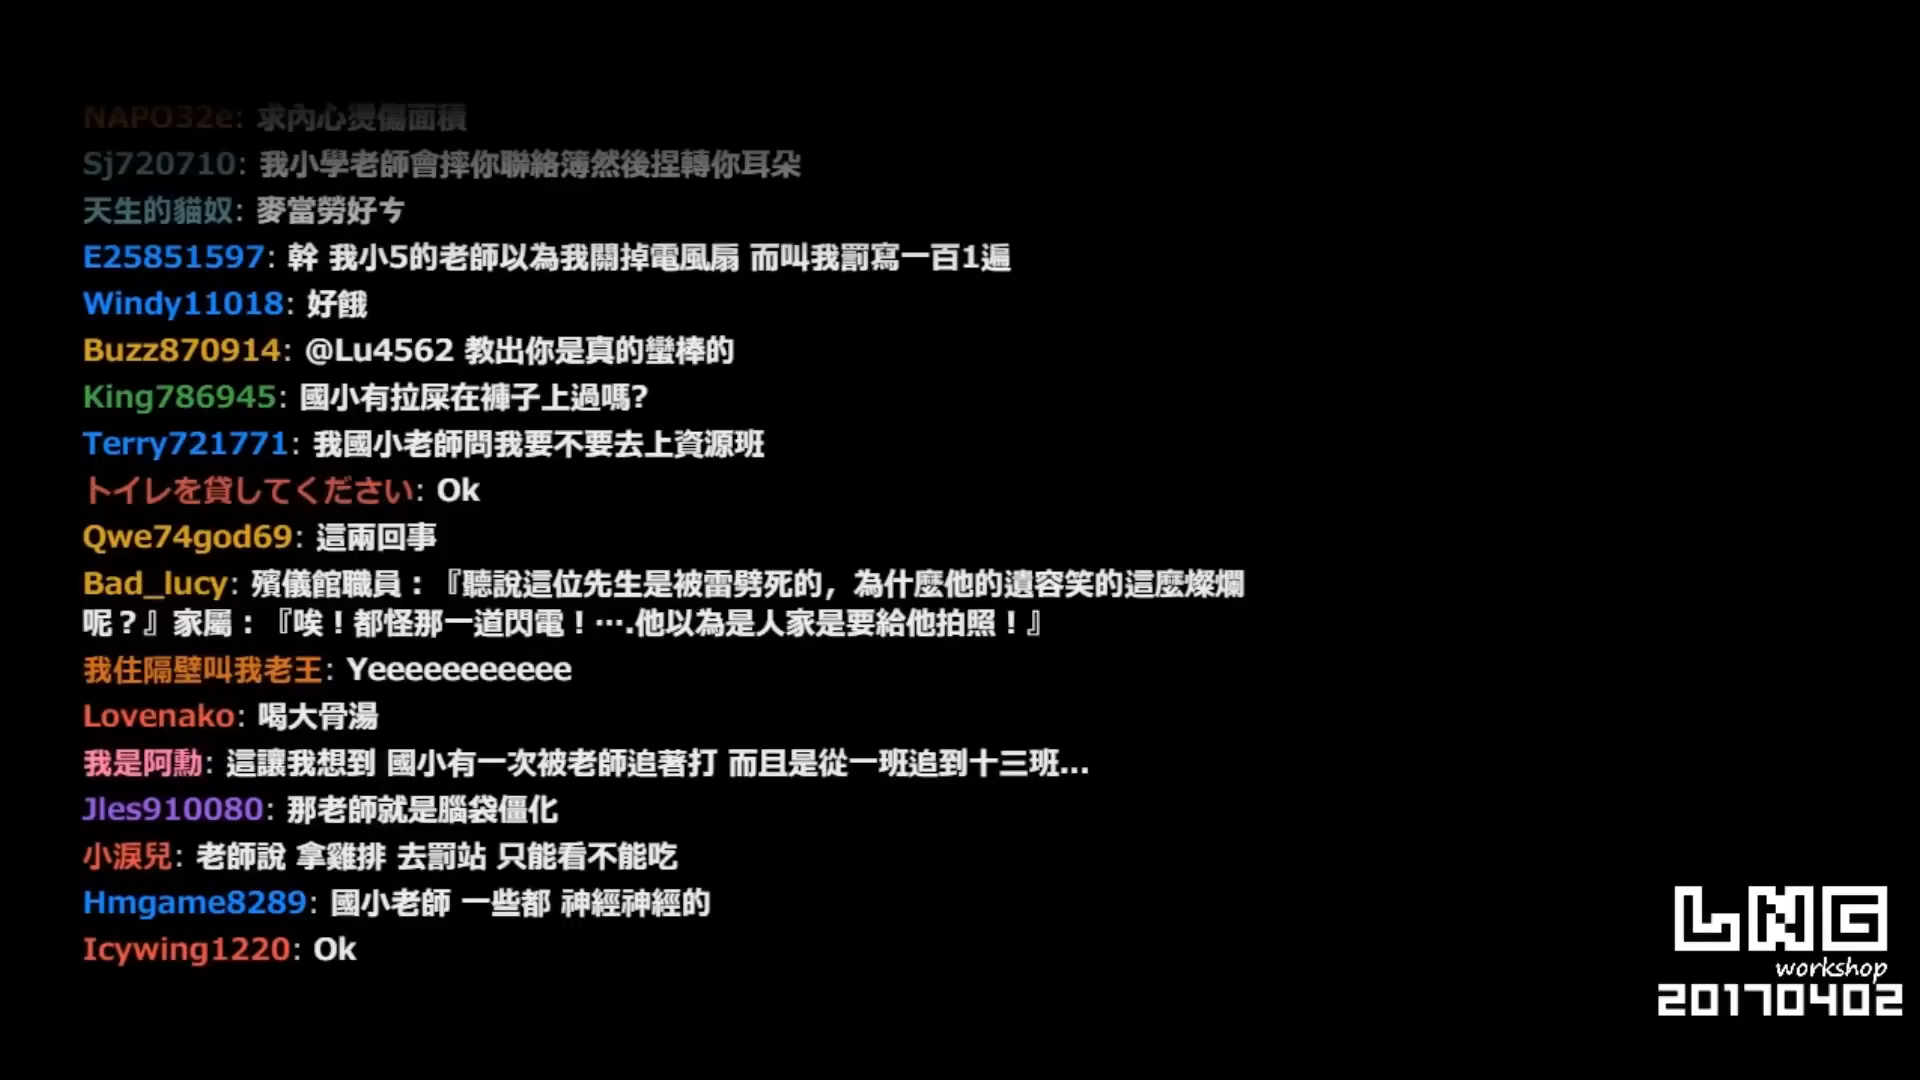 NAPO32e: 求內心燙傷面積
Sj720710: 我小學老師會摔你聯絡簿然後捏轉你耳朵
天生的貓奴: 麥當勞好ㄘ
E25851597: 幹 我小5的老師以為我關掉電風扇 而叫我罰寫一百1遍
Windy11018: 好餓
Buzz870914: @Lu4562 教出你是真的蠻棒的
King786945: 國小有拉屎在褲子上過嗎?
Terry721771: 我國小老師問我要不要去上資源班
トイレを貸してください: Ok
Qwe74god69: 這兩回事
Bad_lucy: 殯儀館職員：『聽說這位先生是被雷劈死的，為什麼他的遺容笑的這麼燦爛
呢？』家屬：『唉！都怪那一道閃電！….他以為是人家是要給他拍照！』
我住隔壁叫我老王: Yeeeeeeeeeee
Lovenako: 喝大骨湯
我是阿勳: 這讓我想到 國小有一次被老師追著打 而且是從一班追到十三班...
Jles910080: 那老師就是腦袋僵化
小淚兒: 老師說 拿雞排 去罰站 只能看不能吃
Hmgame8289: 國小老師 一些都 神經神經的
Icywing1220: Ok
LNG
workshop
20170402